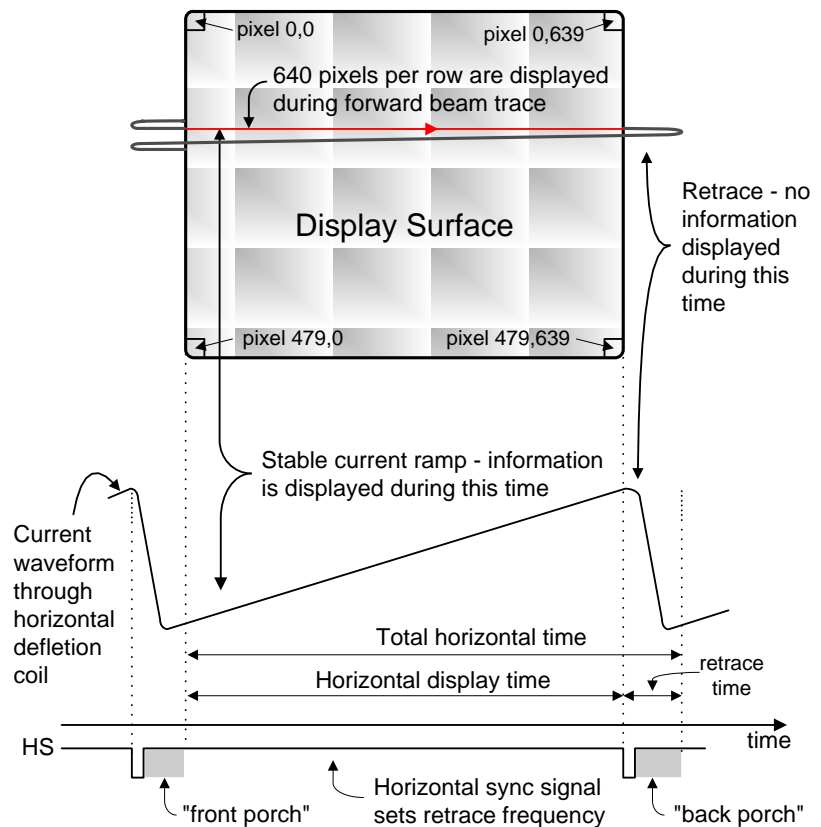 pixel 0,0
pixel 0,639
640 pixels per row are displayed
during forward beam trace
Display Surface
Retrace - no
information
displayed
during this
time
pixel 479,0
pixel 479,639
Stable current ramp - information
is displayed during this time
Current
waveform
through
horizontal
defletion
coil
Total horizontal time
Horizontal display time
retrace
time
time
HS
"front porch"
Horizontal sync signal
sets retrace frequency
"back porch"